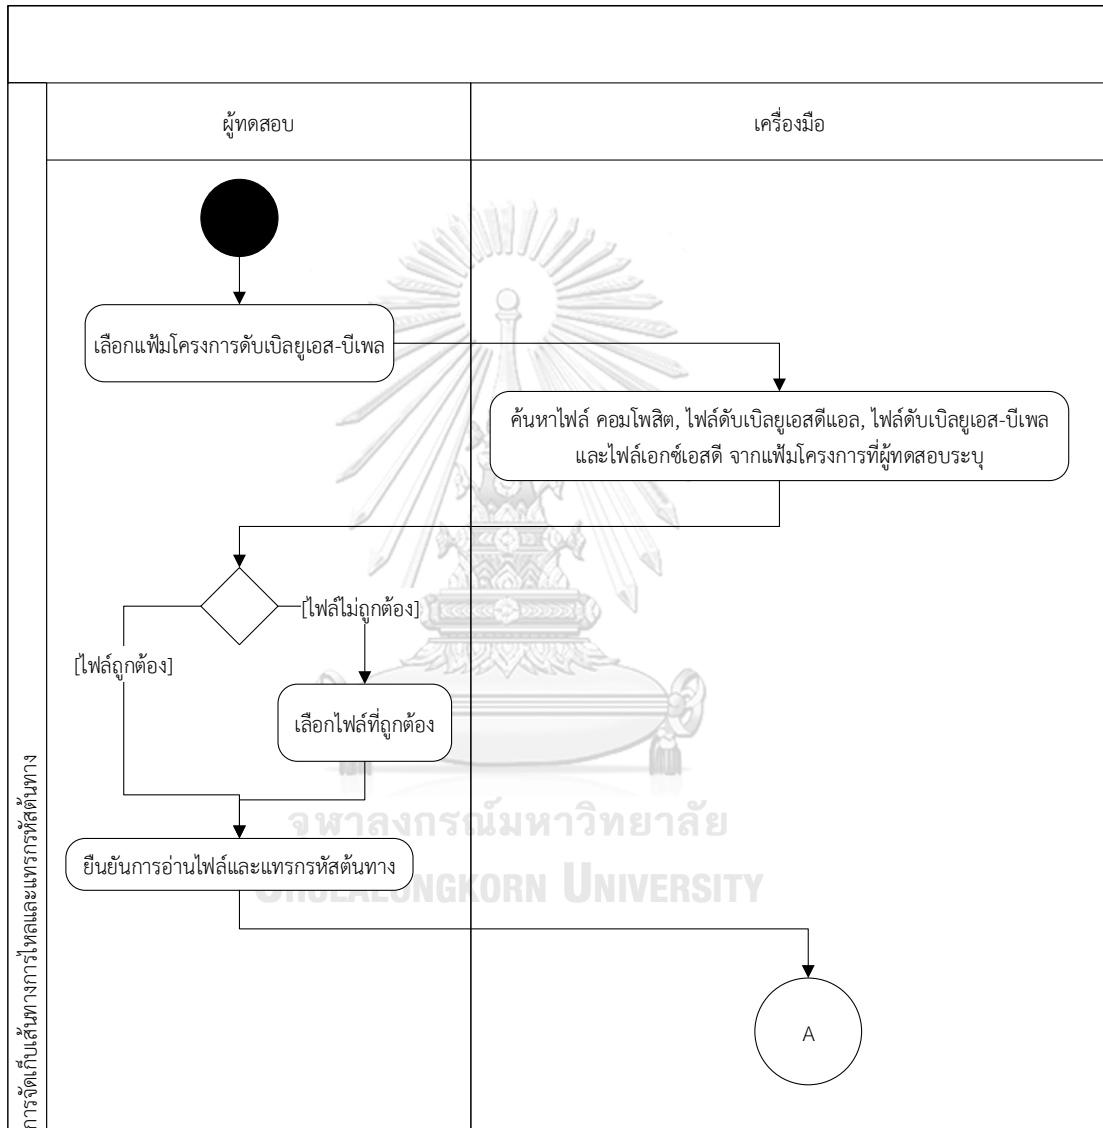 ผู้ทดสอบ
เครื่องมือ
เลือกแฟ้มโครงการดับเบิลยูเอส-บีเพล
ค้นหาไฟล์ คอมโพสิต, ไฟล์ดับเบิลยูเอสดีแอล, ไฟล์ดับเบิลยูเอส-บีเพล
และไฟล์เอกซ์เอสดี จากแฟ้มโครงการที่ผู้ทดสอบระบุ
[ไฟล์ไม่ถูกต้อง]
[ไฟล์ถูกต้อง]
เลือกไฟล์ที่ถูกต้อง
จุฬาลงกรณ์มหาวิทยาลัย
ยืนยันการอ่านไฟล์และแทรกรหัสต้นทาง
CHULALONGKORN UNIVERSITY
A
การจัดเก็บเส้นทางการไหลและแทรกรหัสต้นทาง